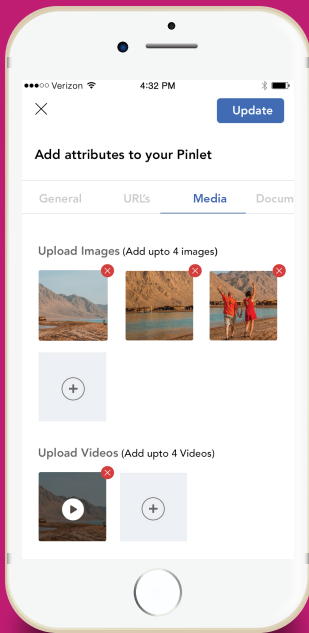 Verizon 4:32 PM
Update
Add attributes to your Pinlet
General URL's Media Docum
Upload Images (Add upto 4 images)
Upload Videos (Add upto 4 Videos)